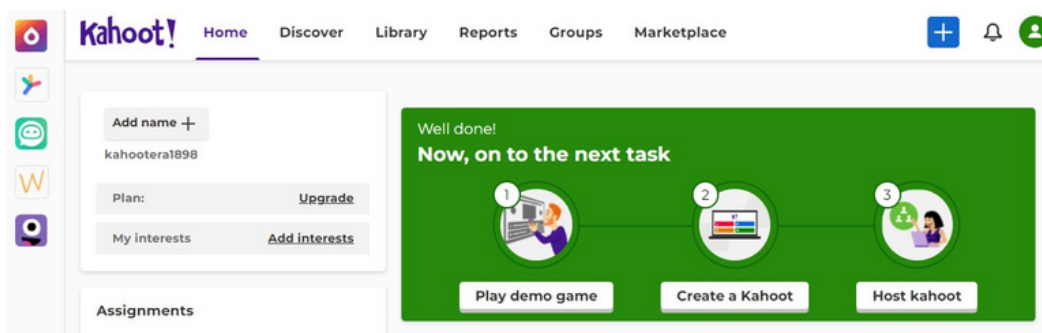 Kahoot! Home Discover Library Reports Groups Marketplace
Add name +
kahootera1898
Plan: Upgrade
My interests Add interests
Assignments
Well done!
Now, on to the next task
1 2 3
Play demo game Create a Kahoot Host kahoot